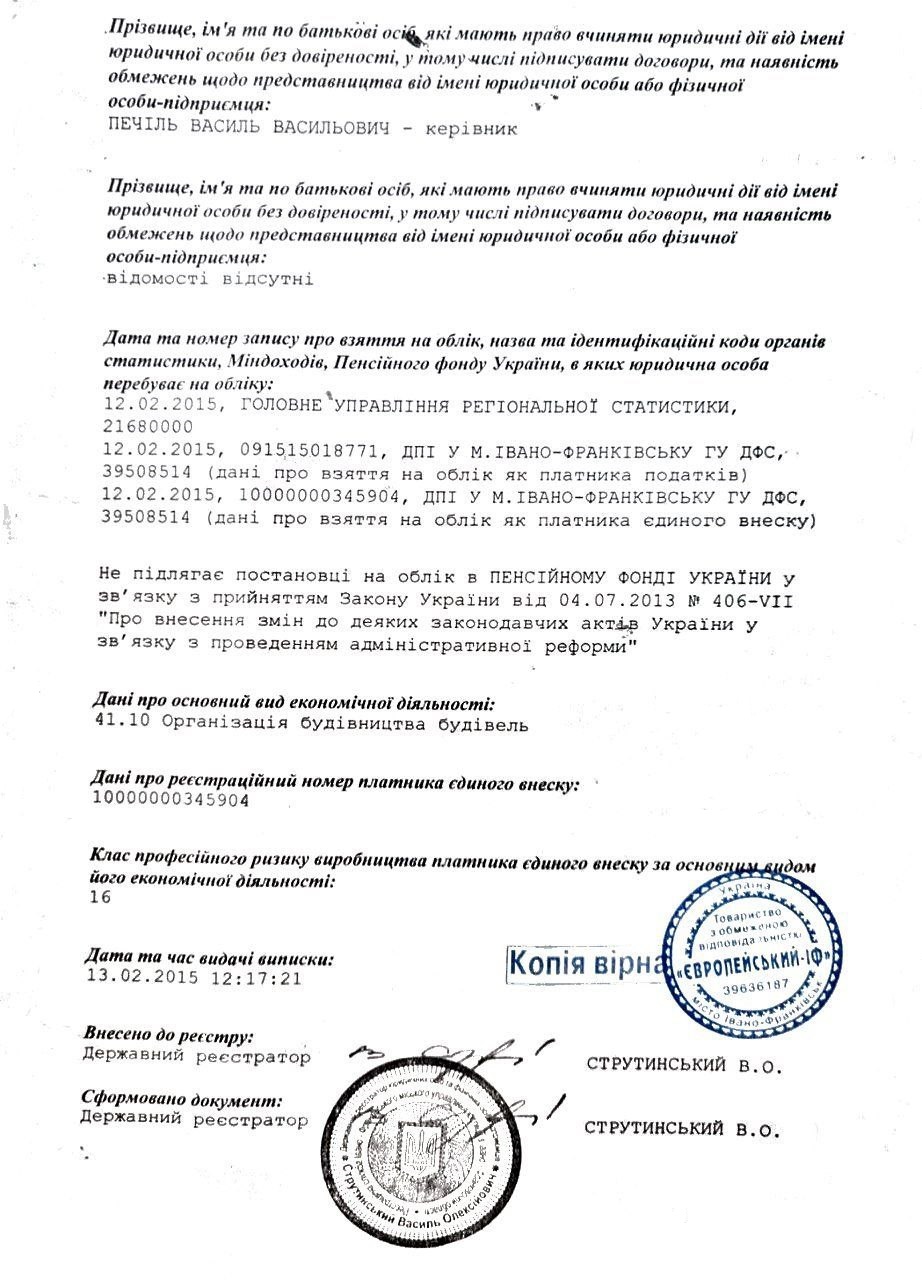 Прізвище, ім'я та по батькові осіб, які мають право вчиняти юридичні дії від імені
юридичної особи без довіреності, у тому числі підписувати договори, та наявність
обмежень щодо представництва від імені юридичної особи або фізичної
особи-підприємця:
ПЕЧІЛЬ ВАСИЛЬ ВАСИЛЬОВИЧ - керівник
Прізвище, ім'я та по батькові осіб, які мають право вчиняти юридичні дії від імені
юридичної особи без довіреності, у тому числі підписувати договори, та наявність
обмежень щодо представництва від імені юридичної особи або фізичної
особи-підприємця:
відомості відсутні
Дата та номер запису про взяття на облік, назва та ідентифікаційні коди органів
статистики, Міндоходів, Пенсійного фонду України, в яких юридична особа
перебуває на обліку:
12.02.2015, ГОЛОВНЕ УПРАВЛІННЯ РЕГІОНАЛЬНОЇ СТАТИСТИКИ,
21680000
12.02.2015, 091515018771, ДПІ У М.ІВАНО-ФРАНКІВСЬКУ ГУ ДФС,
39508514 (дані про взяття на облік як платника податків)
12.02.2015, 10000000345904, ДПІ У М.ІВАНО-ФРАНКІВСЬКУ ГУ ДФС,
39508514 (дані про взяття на облік як платника єдиного внеску)
Не підлягає постановці на облік в ПЕНСІЙНОМУ ФОНДІ УКРАЇНИ у
зв'язку з прийняттям Закону України від 04.07.2013 № 406-VII
"Про внесення змін до деяких законодавчих актів України у
зв'язку з проведенням адміністративної реформи"
Дані про основний вид економічної діяльності:
41.10 Організація будівництва будівель
Дані про реєстраційний номер платника єдиного внеску:
10000000345904
Клас професійного ризику виробництва платника єдиного внеску за основним видом
його економічної діяльності:
16
Україна
Товариство
з обмеженою
відповідальністю
«ЄВРОПЕЙСЬКИЙ-ІФ»
39636187
місто Івано-Франківськ
Копія вірна
Дата та час видачі виписки:
13.02.2015 12:17:21
Внесено до реєстру:
Державний реєстратор
СТРУТИНСЬКИЙ В.О.
Сформовано документ:
Державний реєстратор
СТРУТИНСЬКИЙ В.О.
Струтинський Василь Олексійович